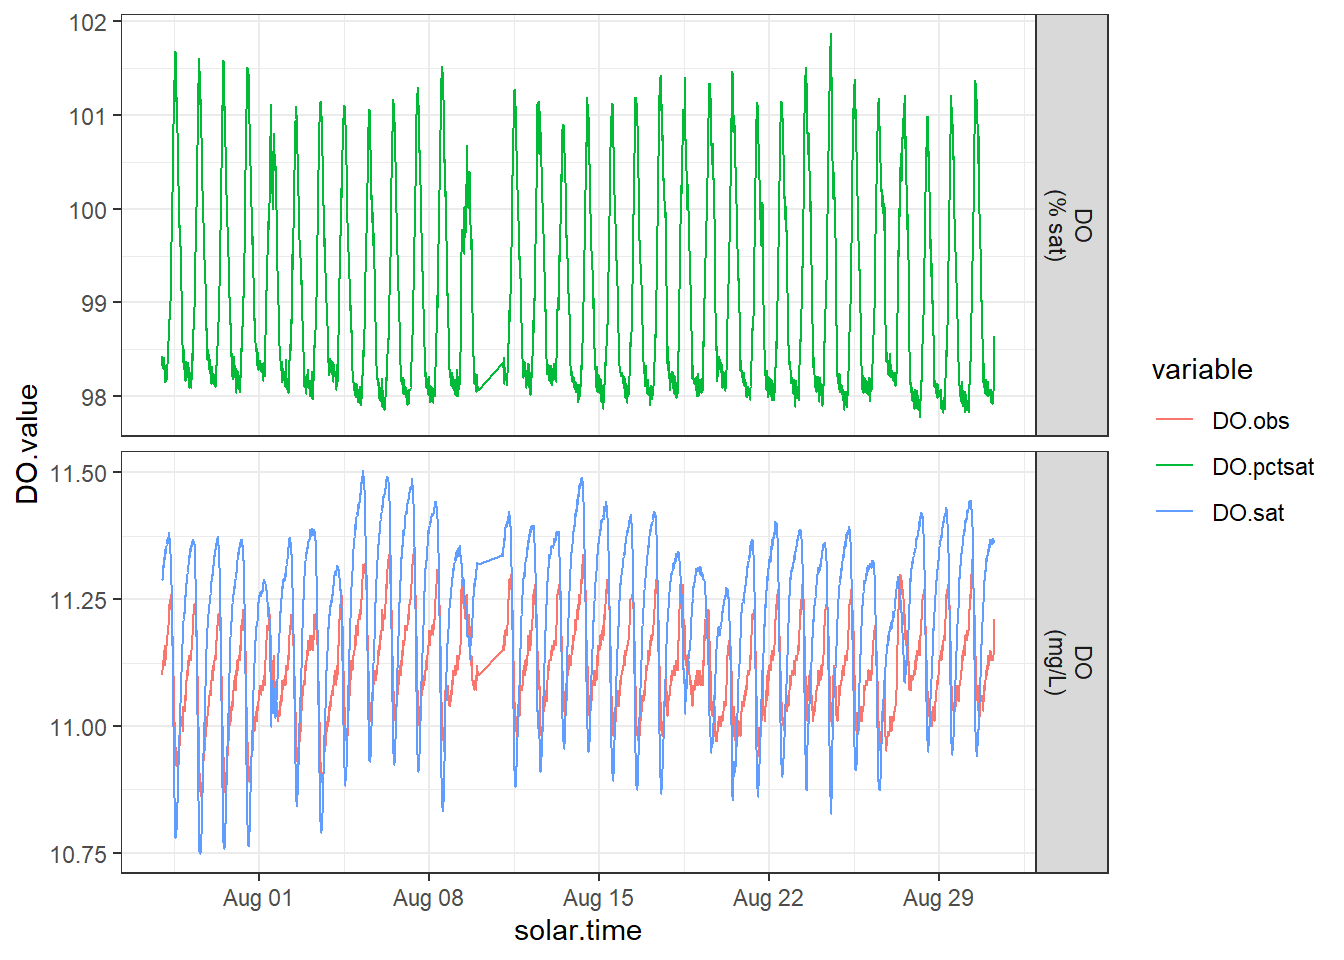 102
101
100
99
98
DO
(% sat)
DO.value
11.50
11.25
11.00
10.75
DO
(mg/L)
Aug 01
Aug 08
Aug 15
Aug 22
Aug 29
solar.time
variable
DO.obs
DO.pctsat
DO.sat